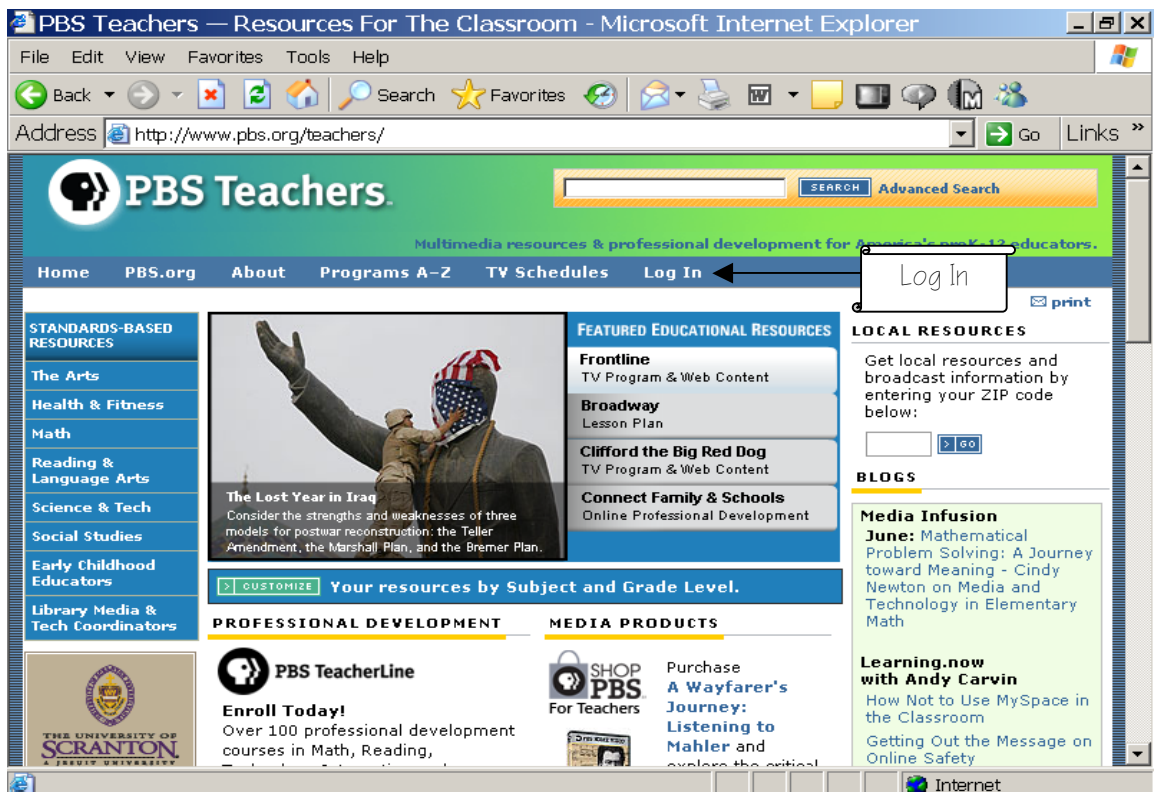 PBS Teachers — Resources For The Classroom - Microsoft Internet Explorer
File Edit View Favorites Tools Help
Back Search Favorites
Address http://www.pbs.org/teachers/ Go Links »
PBS Teachers.
SEARCH Advanced Search
Multimedia resources & professional development for America's preK-12 educators.
Home PBS.org About Programs A-Z TV Schedules Log In
Log In
print
STANDARDS-BASED
RESOURCES
The Arts
Health & Fitness
Math
Reading &
Language Arts
Science & Tech
Social Studies
Early Childhood
Educators
Library Media &
Tech Coordinators
The Lost Year in Iraq
Consider the strengths and weaknesses of three
models for postwar reconstruction: the Teller
Amendment, the Marshall Plan, and the Bremer Plan.
FEATURED EDUCATIONAL RESOURCES
Frontline
TV Program & Web Content
Broadway
Lesson Plan
Clifford the Big Red Dog
TV Program & Web Content
Connect Family & Schools
Online Professional Development
CUSTOMIZE Your resources by Subject and Grade Level.
LOCAL RESOURCES
Get local resources and
broadcast information by
entering your ZIP code
below:
GO
BLOGS
Media Infusion
June: Mathematical
Problem Solving: A Journey
toward Meaning - Cindy
Newton on Media and
Technology in Elementary
Math
Learning.now
with Andy Carvin
How Not to Use MySpace in
the Classroom
Getting Out the Message on
Online Safety
THE UNIVERSITY OF
SCRANTON
A JESUIT UNIVERSITY
PROFESSIONAL DEVELOPMENT
PBS TeacherLine
Enroll Today!
Over 100 professional development
courses in Math, Reading,
MEDIA PRODUCTS
SHOP
PBS
For Teachers
Purchase
A Wayfarer's
Journey:
Listening to
Mahler and
explore the critical
Internet